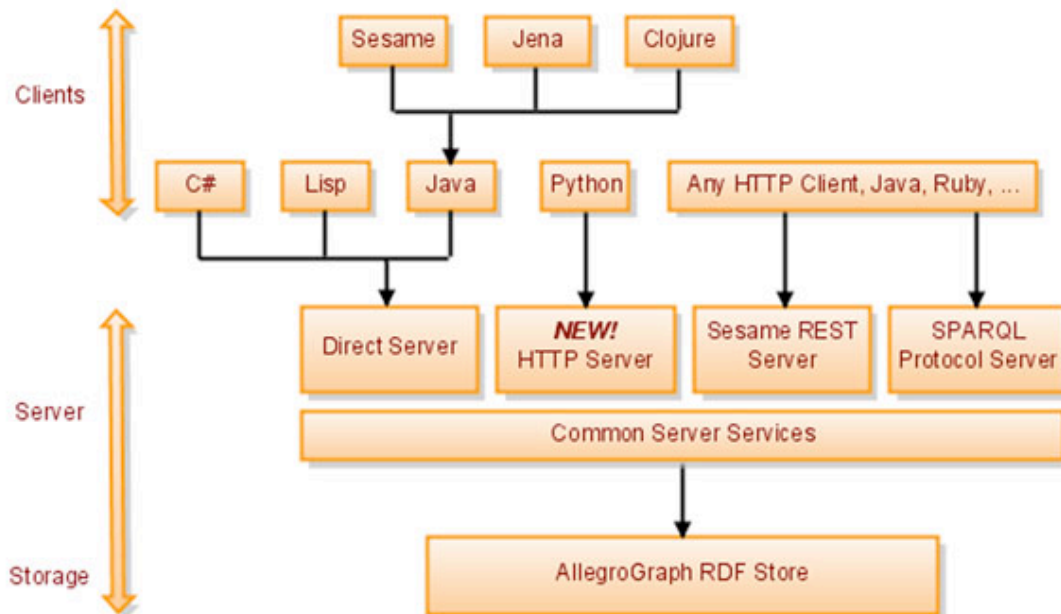 Sesame
Jena
Clojure
Clients
C#
Lisp
Java
Python
Any HTTP Client, Java, Ruby, ...
Direct Server
NEW!
HTTP Server
Sesame REST
Server
SPARQL
Protocol Server
Server
Common Server Services
Storage
AllegroGraph RDF Store